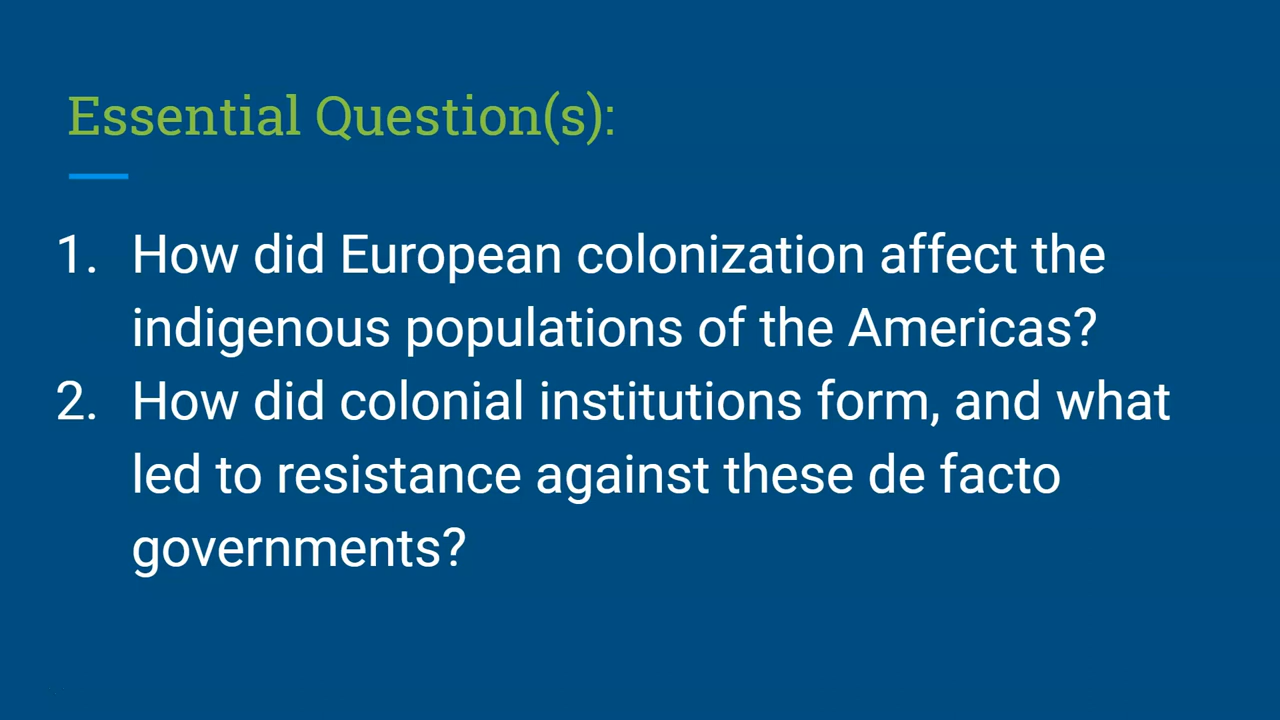 Essential Question(s):
1. How did European colonization affect the
indigenous populations of the Americas?
2. How did colonial institutions form, and what
led to resistance against these de facto
governments?